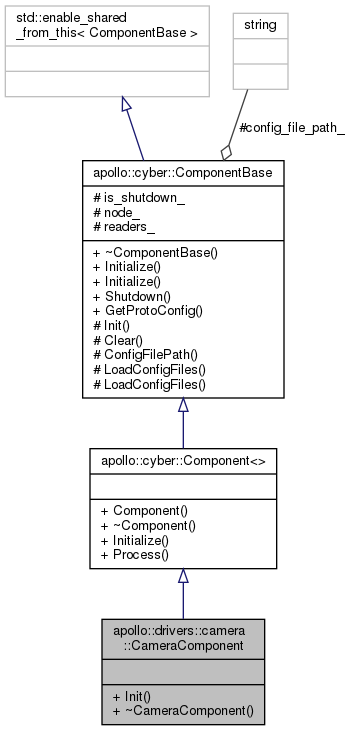 std::enable_shared
_from_this< ComponentBase >
string
#config_file_path_
apollo::cyber::ComponentBase
# is_shutdown_
# node_
# readers_
+ ~ComponentBase()
+ Initialize()
+ Initialize()
+ Shutdown()
+ GetProtoConfig()
# Init()
# Clear()
# ConfigFilePath()
# LoadConfigFiles()
# LoadConfigFiles()
apollo::cyber::Component<>
+ Component()
+ ~Component()
+ Initialize()
+ Process()
apollo::drivers::camera
::CameraComponent
+ Init()
+ ~CameraComponent()